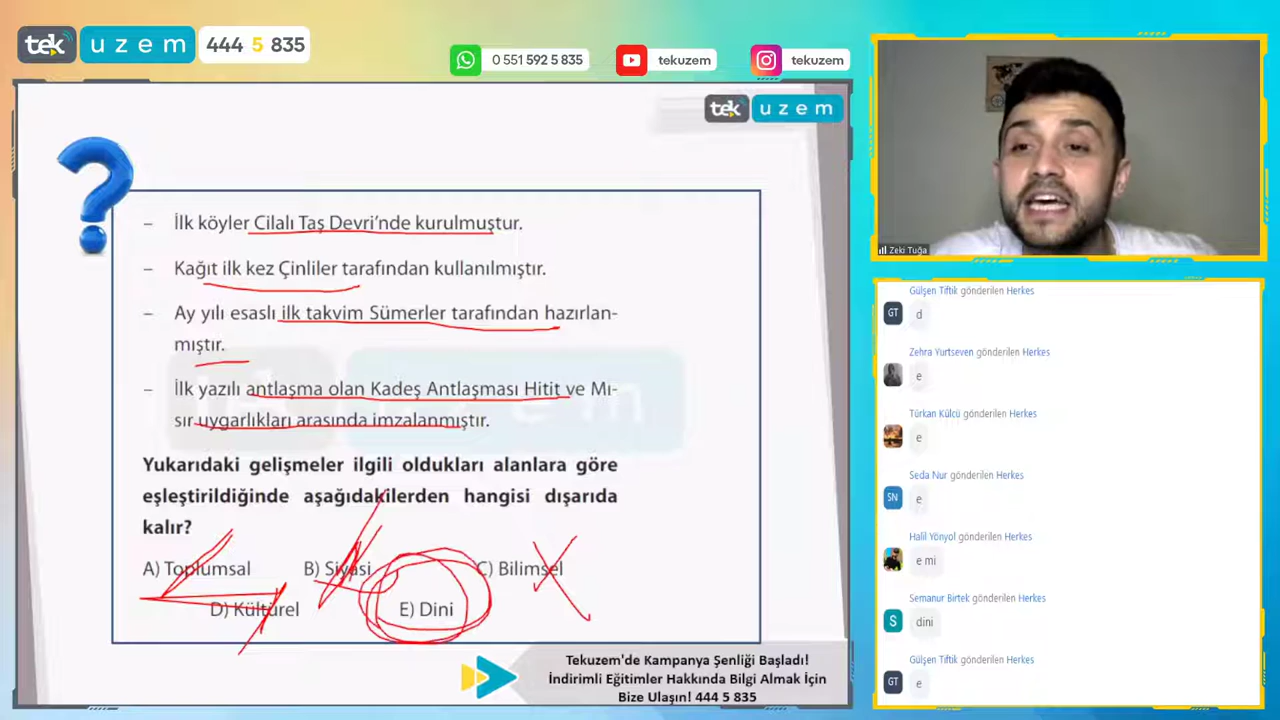 tek uzem 444 5 835
0 551 592 5 835
tekuzem
tekuzem
tek uzem
– İlk köyler Cilalı Taş Devri’nde kurulmuştur.
– Kağıt ilk kez Çinliler tarafından kullanılmıştır.
– Ay yılı esaslı ilk takvim Sümerler tarafından hazırlan-
mıştır.
– İlk yazılı antlaşma olan Kadeş Antlaşması Hitit ve Mı-
sır uygarlıkları arasında imzalanmıştır.
Yukarıdaki gelişmeler ilgili oldukları alanlara göre
eşleştirildiğinde aşağıdakilerden hangisi dışarıda
kalır?
A) Toplumsal B) Siyasi C) Bilimsel
D) Kültürel E) Dini
Tekuzem'de Kampanya Şenliği Başladı!
İndirimli Eğitimler Hakkında Bilgi Almak İçin
Bize Ulaşın! 444 5 835
Zeki Tuğa
Gülşen Tiftik gönderilen Herkes
GT d
Zehra Yurtseven gönderilen Herkes
e
Türkan Külcü gönderilen Herkes
e
Seda Nur gönderilen Herkes
SN e
Halil Yönyol gönderilen Herkes
e mi
Semanur Birtek gönderilen Herkes
S dini
Gülşen Tiftik gönderilen Herkes
GT e